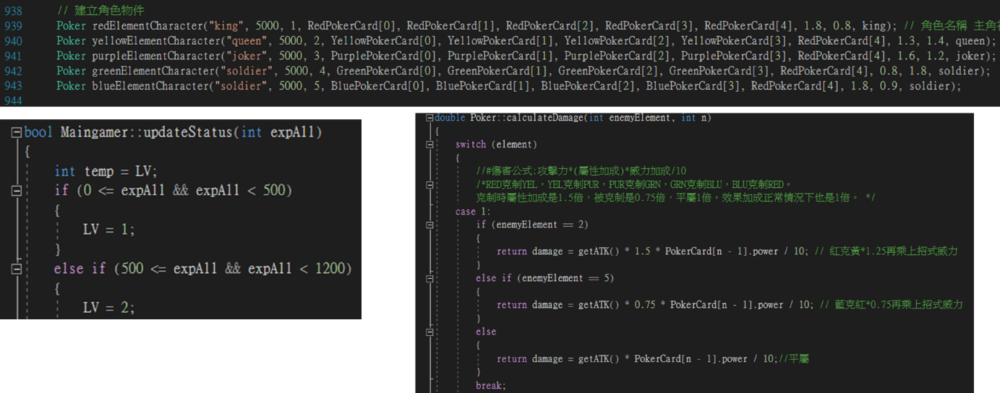 938 // 建立角色物件
939 Poker redElementCharacter("king", 5000, 1, RedPokerCard[0], RedPokerCard[1], RedPokerCard[2], RedPokerCard[3], RedPokerCard[4], 1.8, 0.8, king); // 角色名稱 主角
940 Poker yellowElementCharacter("queen", 5000, 2, YellowPokerCard[0], YellowPokerCard[1], YellowPokerCard[2], YellowPokerCard[3], RedPokerCard[4], 1.3, 1.4, queen);
941 Poker purpleElementCharacter("joker", 5000, 3, PurplePokerCard[0], PurplePokerCard[1], PurplePokerCard[2], PurplePokerCard[3], RedPokerCard[4], 1.6, 1.2, joker);
942 Poker greenElementCharacter("soldier", 5000, 4, GreenPokerCard[0], GreenPokerCard[1], GreenPokerCard[2], GreenPokerCard[3], RedPokerCard[4], 0.8, 1.8, soldier);
943 Poker blueElementCharacter("soldier", 5000, 5, BluePokerCard[0], BluePokerCard[1], BluePokerCard[2], BluePokerCard[3], RedPokerCard[4], 1.8, 0.9, soldier);
944
bool Maingamer::updateStatus(int expAll)
{
int temp = LV;
if (0 <= expAll && expAll < 500)
{
LV = 1;
}
else if (500 <= expAll && expAll < 1200)
{
LV = 2;
double Poker::calculateDamage(int enemyElement, int n)
{
switch (element)
{
//#傷害公式:攻擊力*(屬性加成)*威力加成/10
/*RED克制YEL，YEL克制PUR，PUR克制GRN，GRN克制BLU，BLU克制RED。
克制時屬性加成是1.5倍，被克制是0.75倍，平屬1倍。效果加成正常情況下也是1倍。 */
case 1:
if (enemyElement == 2)
{
return damage = getATK() * 1.5 * PokerCard[n - 1].power / 10; // 紅克黃*1.25再乘上招式威力
}
else if (enemyElement == 5)
{
return damage = getATK() * 0.75 * PokerCard[n - 1].power / 10; // 藍克紅*0.75再乘上招式威力
}
else
{
return damage = getATK() * PokerCard[n - 1].power / 10;//平屬
}
break;